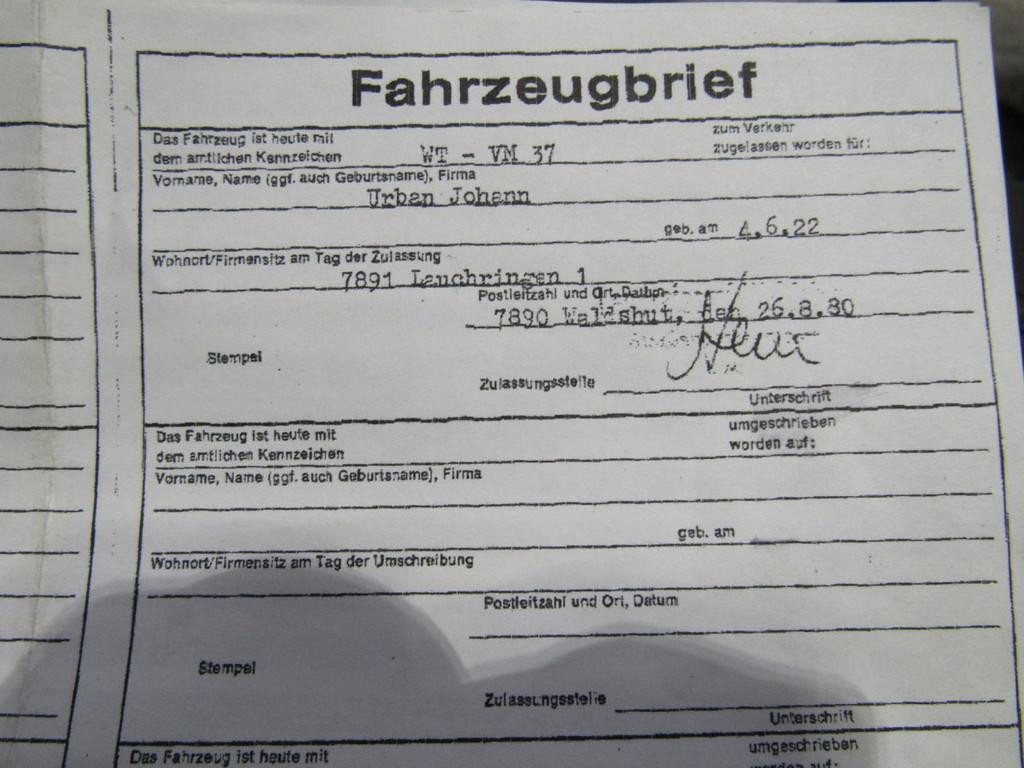 Fahrzeugbrief
Das Fahrzeug ist heute mit
dem amtlichen Kennzeichen WT - VM 37
zum Verkehr
zugelassen worden für:
Vorname, Name (ggf. auch Geburtsname), Firma
Urban Johann
geb. am 4.6.22
Wohnort/Firmensitz am Tag der Zulassung
7891 Lauchringen 1
Postleitzahl und Ort, Datum
7890 Waldshut, den 26.8.80
Stempel
Zulassungsstelle
Unterschrift
Das Fahrzeug ist heute mit
dem amtlichen Kennzeichen
umgeschrieben
worden auf:
Vorname, Name (ggf. auch Geburtsname), Firma
geb. am
Wohnort/Firmensitz am Tag der Umschreibung
Postleitzahl und Ort, Datum
Stempel
Zulassungsstelle
Unterschrift
Das Fahrzeug ist heute mit
umgeschrieben
worden auf: